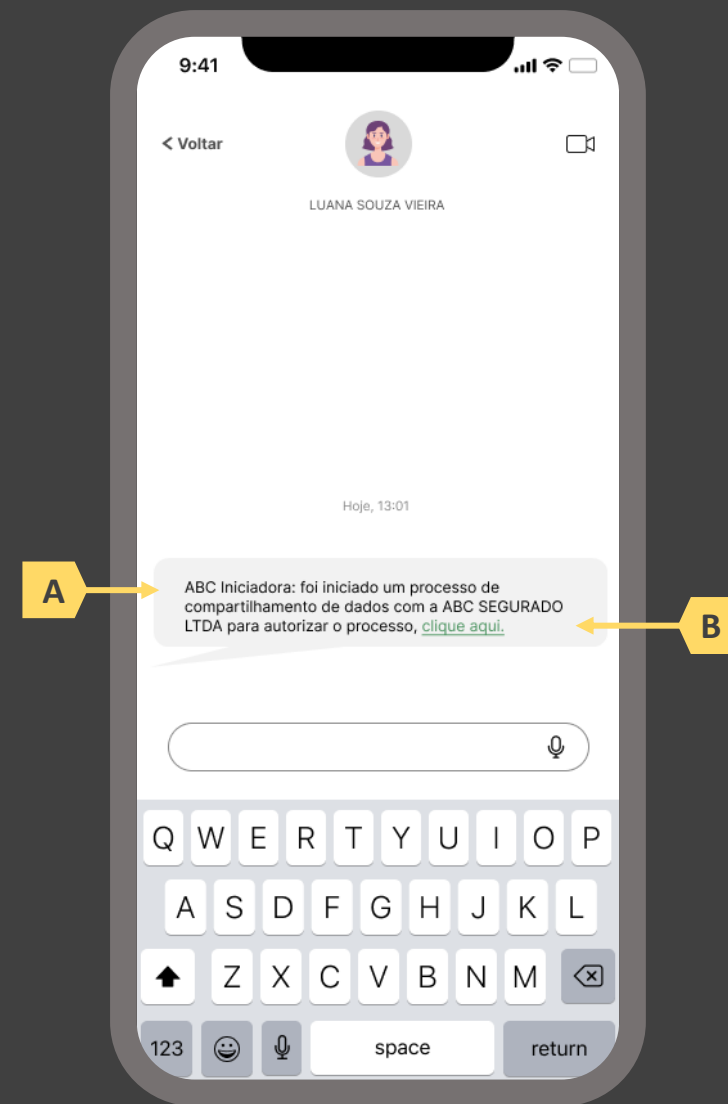 9:41
< Voltar
LUANA SOUZA VIEIRA
Hoje, 13:01
A
ABC Iniciadora: foi iniciado um processo de
compartilhamento de dados com a ABC SEGURADO
LTDA para autorizar o processo, clique aqui.
B
Q W E R T Y U I O P
A S D F G H J K L
Z X C V B N M
123 space return